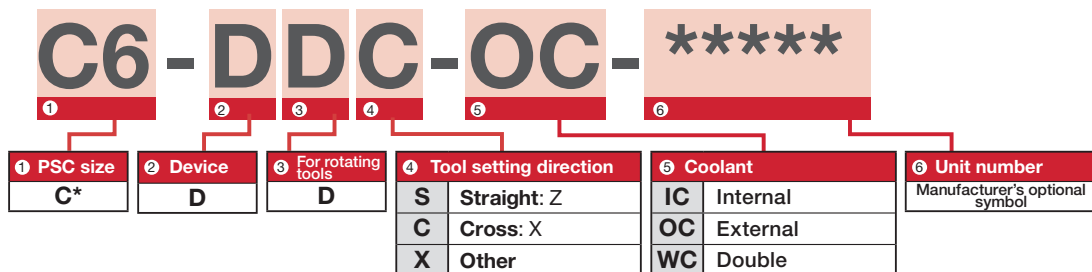 C6-DDC-OC-*****
① ② ③ ④ ⑤ ⑥
① PSC size
C*
② Device
D
③ For rotating
tools
D
④ Tool setting direction
S Straight: Z
C Cross: X
X Other
⑤ Coolant
IC Internal
OC External
WC Double
⑥ Unit number
Manufacturer's optional
symbol